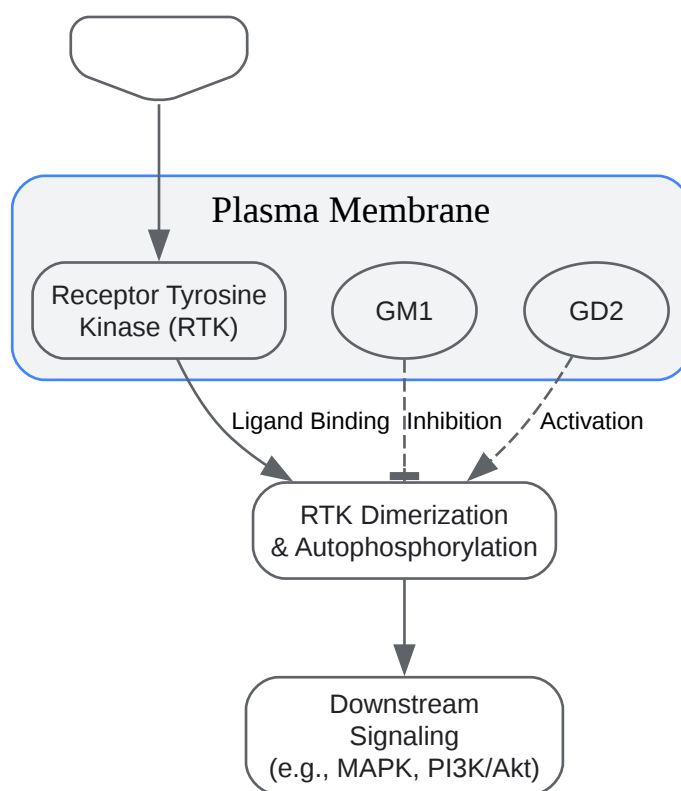 Plasma Membrane
Receptor Tyrosine
Kinase (RTK)
GM1
GD2
Ligand Binding
Inhibition
Activation
RTK Dimerization
& Autophosphorylation
Downstream
Signaling
(e.g., MAPK, PI3K/Akt)